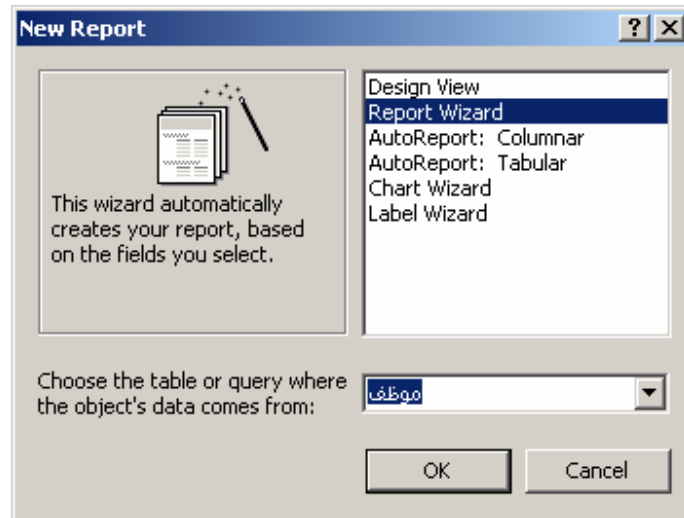 New Report
This wizard automatically
creates your report, based
on the fields you select.
Design View
Report Wizard
AutoReport: Columnar
AutoReport: Tabular
Chart Wizard
Label Wizard
Choose the table or query where
the object's data comes from:
موظف
OK
Cancel